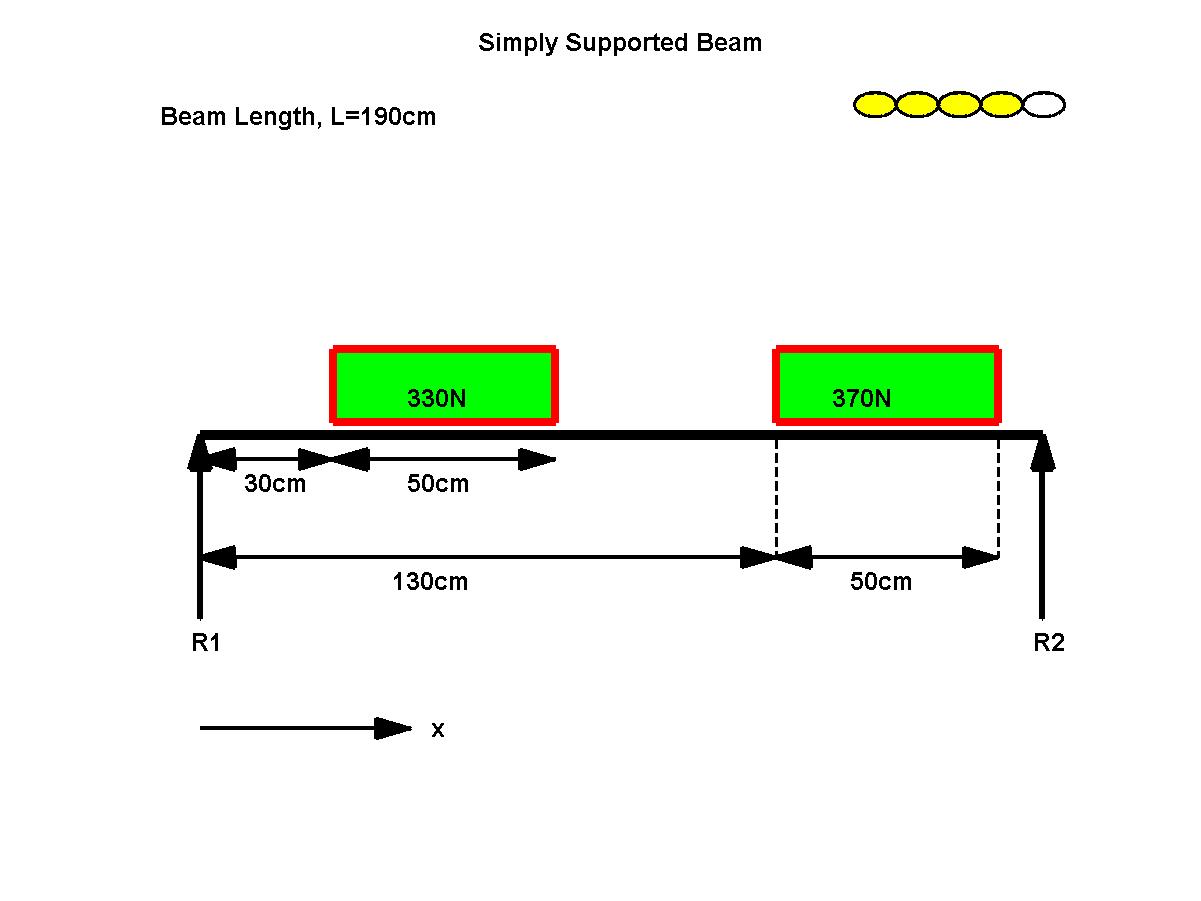 Simply Supported Beam
Beam Length, L=190cm
330N
370N
30cm
50cm
130cm
50cm
R1
R2
x